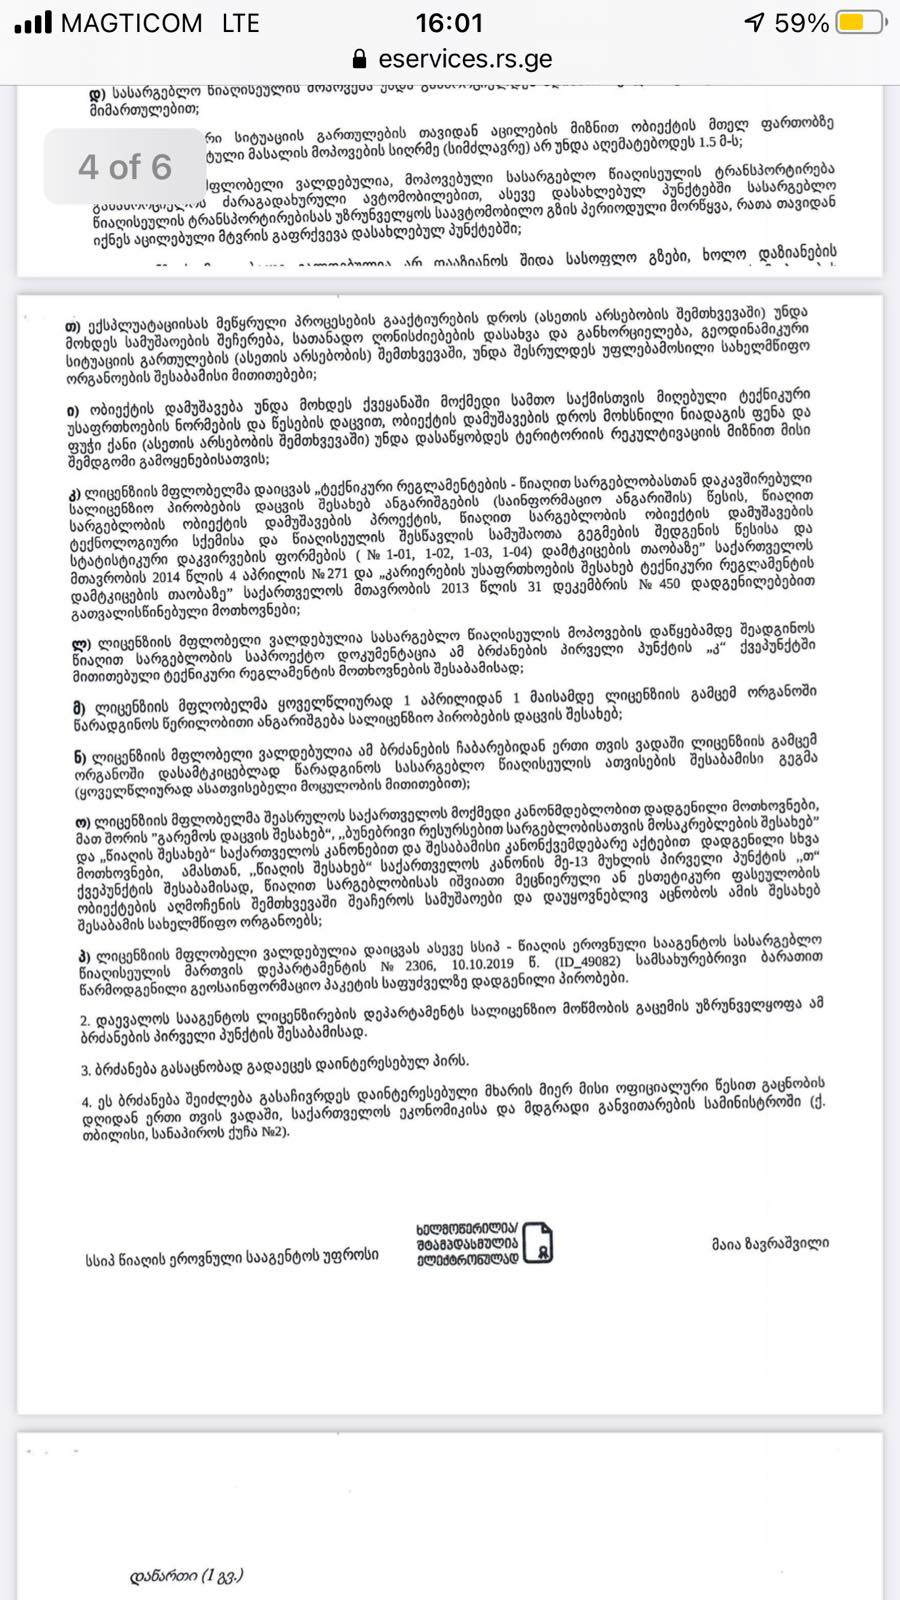 MAGTICOM LTE 16:01 59%
eservices.rs.ge
დ) სასარგებლო წიაღისეულის მოპოვება უნდა
მიმართულებით;
4 of 6
რი სიტუაციის გართულების თავიდან აცილების მიზნით ობიექტის მთელ ფართობზე
ტული მასალის მოპოვების სიღრმე (სიმძლავრე) არ უნდა აღემატებოდეს 1.5 მ-ს;
ფლობელი ვალდებულია, მოპოვებული სასარგებლო წიაღისეულის ტრანსპორტირება
ძარაგადახურული ავტომობილებით, ასევე დასახლებულ პუნქტებში სასარგებლო
წიაღისეულის ტრანსპორტირებისას უზრუნველყოს საავტომობილო გზის პერიოდული მორწყვა, რათა თავიდან
იქნეს აცილებული მტვრის გაფრქვევა დასახლებულ პუნქტებში;
არ დააზიანოს შიდა სასოფლო გზები, ხოლო დაზიანების
თ) ექსპლუატაციისას მეწყრული პროცესების გააქტიურების დროს (ასეთის არსებობის შემთხვევაში) უნდა
მოხდეს სამუშაოების შეჩერება, სათანადო ღონისძიებების დასახვა და განხორციელება, გეოდინამიკური
სიტუაციის გართულების (ასეთის არსებობის) შემთხვევაში, უნდა შესრულდეს უფლებამოსილი სახელმწიფო
ორგანოების შესაბამისი მითითებები;
ი) ობიექტის დამუშავება უნდა მოხდეს ქვეყანაში მოქმედი სამთო საქმისთვის მიღებული ტექნიკური
უსაფრთხოების ნორმების და წესების დაცვით, ობიექტის დამუშავების დროს მოხსნილი ნიადაგის ფენა და
ფუჭი ქანი (ასეთის არსებობის შემთხვევაში) უნდა დასაწყობდეს ტერიტორიის რეკულტივაციის მიზნით მისი
შემდგომი გამოყენებისათვის;
კ) ლიცენზიის მფლობელმა დაიცვას „ტექნიკური რეგლამენტების - წიაღით სარგებლობასთან დაკავშირებული
სალიცენზიო პირობების დაცვის შესახებ ანგარიშგების (საინფორმაციო ანგარიშის) წესის, წიაღით
სარგებლობის ობიექტის დამუშავების პროექტის, წიაღით სარგებლობის ობიექტის დამუშავების
ტექნოლოგიური სქემისა და წიაღისეულის შესწავლის სამუშაოთა გეგმების შედგენის წესისა და
სტატისტიკური დაკვირვების ფორმების ( № 1-01, 1-02, 1-03, 1-04) დამტკიცების თაობაზე” საქართველოს
მთავრობის 2014 წლის 4 აპრილის №271 და „კარიერების უსაფრთხოების შესახებ ტექნიკური რეგლამენტის
დამტკიცების თაობაზე” საქართველოს მთავრობის 2013 წლის 31 დეკემბრის № 450 დადგენილებებით
გათვალისწინებული მოთხოვნები;
ლ) ლიცენზიის მფლობელი ვალდებულია სასარგებლო წიაღისეულის მოპოვების დაწყებამდე შეადგინოს
წიაღით სარგებლობის საპროექტო დოკუმენტაცია ამ ბრძანების პირველი პუნქტის „კ“ ქვეპუნქტში
მითითებული ტექნიკური რეგლამენტის მოთხოვნების შესაბამისად;
მ) ლიცენზიის მფლობელმა ყოველწლიურად 1 აპრილიდან 1 მაისამდე ლიცენზიის გამცემ ორგანოში
წარადგინოს წერილობითი ანგარიშგება სალიცენზიო პირობების დაცვის შესახებ;
ნ) ლიცენზიის მფლობელი ვალდებულია ამ ბრძანების ჩაბარებიდან ერთი თვის ვადაში ლიცენზიის გამცემ
ორგანოში დასამტკიცებლად წარადგინოს სასარგებლო წიაღისეულის ათვისების შესაბამისი გეგმა
(ყოველწლიურად ასათვისებელი მოცულობის მითითებით);
ო) ლიცენზიის მფლობელმა შეასრულოს საქართველოს მოქმედი კანონმდებლობით დადგენილი მოთხოვნები,
მათ შორის ”გარემოს დაცვის შესახებ“, „ბუნებრივი რესურსებით სარგებლობისათვის მოსაკრებლების შესახებ”
და „წიაღის შესახებ“ საქართველოს კანონებით და შესაბამისი კანონქვემდებარე აქტებით დადგენილი სხვა
მოთხოვნები, ამასთან, „წიაღის შესახებ“ საქართველოს კანონის მე-13 მუხლის პირველი პუნქტის „თ“
ქვეპუნქტის შესაბამისად, წიაღით სარგებლობისას იშვიათი მეცნიერული ან ესთეტიკური ფასეულობის
ობიექტების აღმოჩენის შემთხვევაში შეაჩეროს სამუშაოები და დაუყოვნებლივ აცნობოს ამის შესახებ
შესაბამის სახელმწიფო ორგანოებს;
პ) ლიცენზიის მფლობელი ვალდებულია დაიცვას ასევე სსიპ - წიაღის ეროვნული სააგენტოს სასარგებლო
წიაღისეულის მართვის დეპარტამენტის № 2306, 10.10.2019 წ. (ID_49082) სამსახურებრივი ბარათით
წარმოდგენილი გეოსაინფორმაციო პაკეტის საფუძველზე დადგენილი პირობები.
2. დაევალოს სააგენტოს ლიცენზირების დეპარტამენტს სალიცენზიო მოწმობის გაცემის უზრუნველყოფა ამ
ბრძანების პირველი პუნქტის შესაბამისად.
3. ბრძანება გასაცნობად გადაეცეს დაინტერესებულ პირს.
4. ეს ბრძანება შეიძლება გასაჩივრდეს დაინტერესებული მხარის მიერ მისი ოფიციალური წესით გაცნობის
დღიდან ერთი თვის ვადაში, საქართველოს ეკონომიკისა და მდგრადი განვითარების სამინისტროში (ქ.
თბილისი, სანაპიროს ქუჩა №2).
ხელმოწერილია/
შტამპდასმულია
ელექტრონულად
სსიპ წიაღის ეროვნული სააგენტოს უფროსი
მაია ზავრაშვილი
დანართი (1 გვ.)